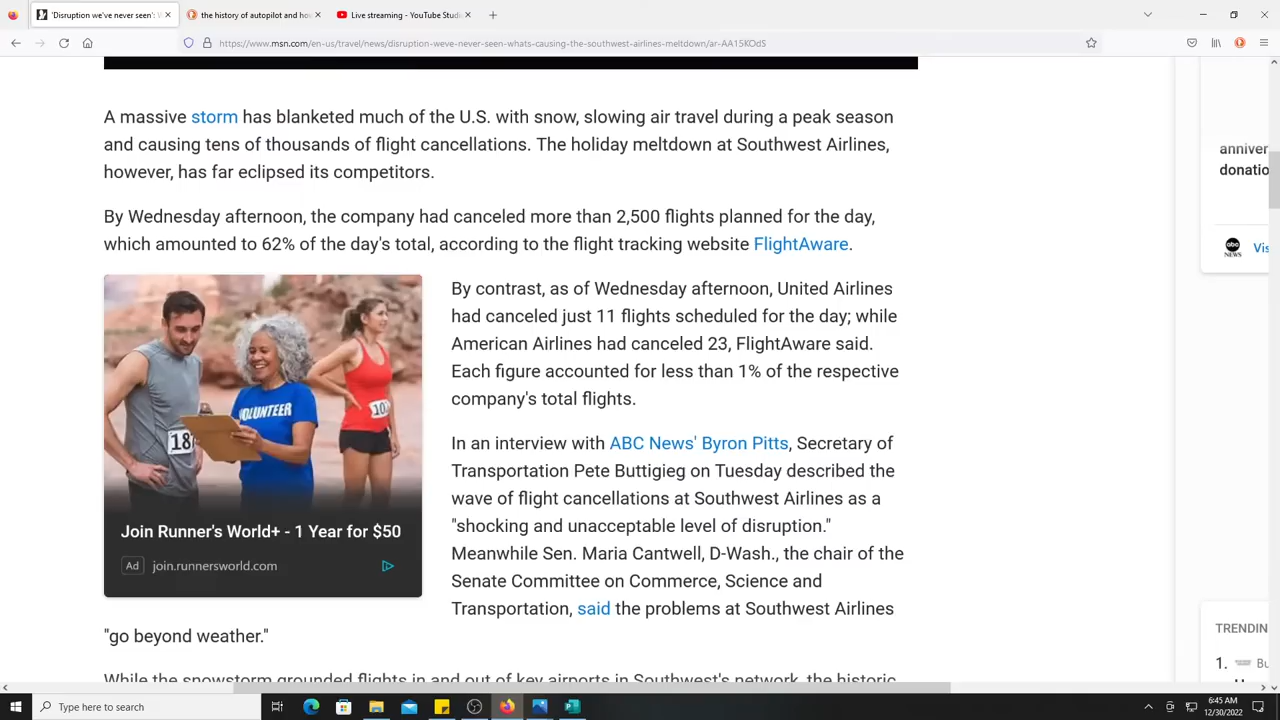 'Disruption we've never seen':
the history of autopilot and how
Live streaming - YouTube Studi
https://www.msn.com/en-us/travel/news/disruption-weve-never-seen-whats-causing-the-southwest-airlines-meltdown/ar-AA15KOdS
A massive storm has blanketed much of the U.S. with snow, slowing air travel during a peak season
and causing tens of thousands of flight cancellations. The holiday meltdown at Southwest Airlines,
however, has far eclipsed its competitors.
By Wednesday afternoon, the company had canceled more than 2,500 flights planned for the day,
which amounted to 62% of the day's total, according to the flight tracking website FlightAware.
By contrast, as of Wednesday afternoon, United Airlines
had canceled just 11 flights scheduled for the day; while
American Airlines had canceled 23, FlightAware said.
Each figure accounted for less than 1% of the respective
company's total flights.
In an interview with ABC News' Byron Pitts, Secretary of
Transportation Pete Buttigieg on Tuesday described the
wave of flight cancellations at Southwest Airlines as a
"shocking and unacceptable level of disruption."
Meanwhile Sen. Maria Cantwell, D-Wash., the chair of the
Senate Committee on Commerce, Science and
Transportation, said the problems at Southwest Airlines
"go beyond weather."
While the snowstorm grounded flights in and out of key airports in Southwest's network, the historic
VOLUNTEER
18
10
Join Runner's World+ - 1 Year for $50
Ad join.runnersworld.com
anniver
donatio
abc
NEWS
Vis
TRENDIN
1. Bu
Type here to search
6:45 AM
12/30/2022